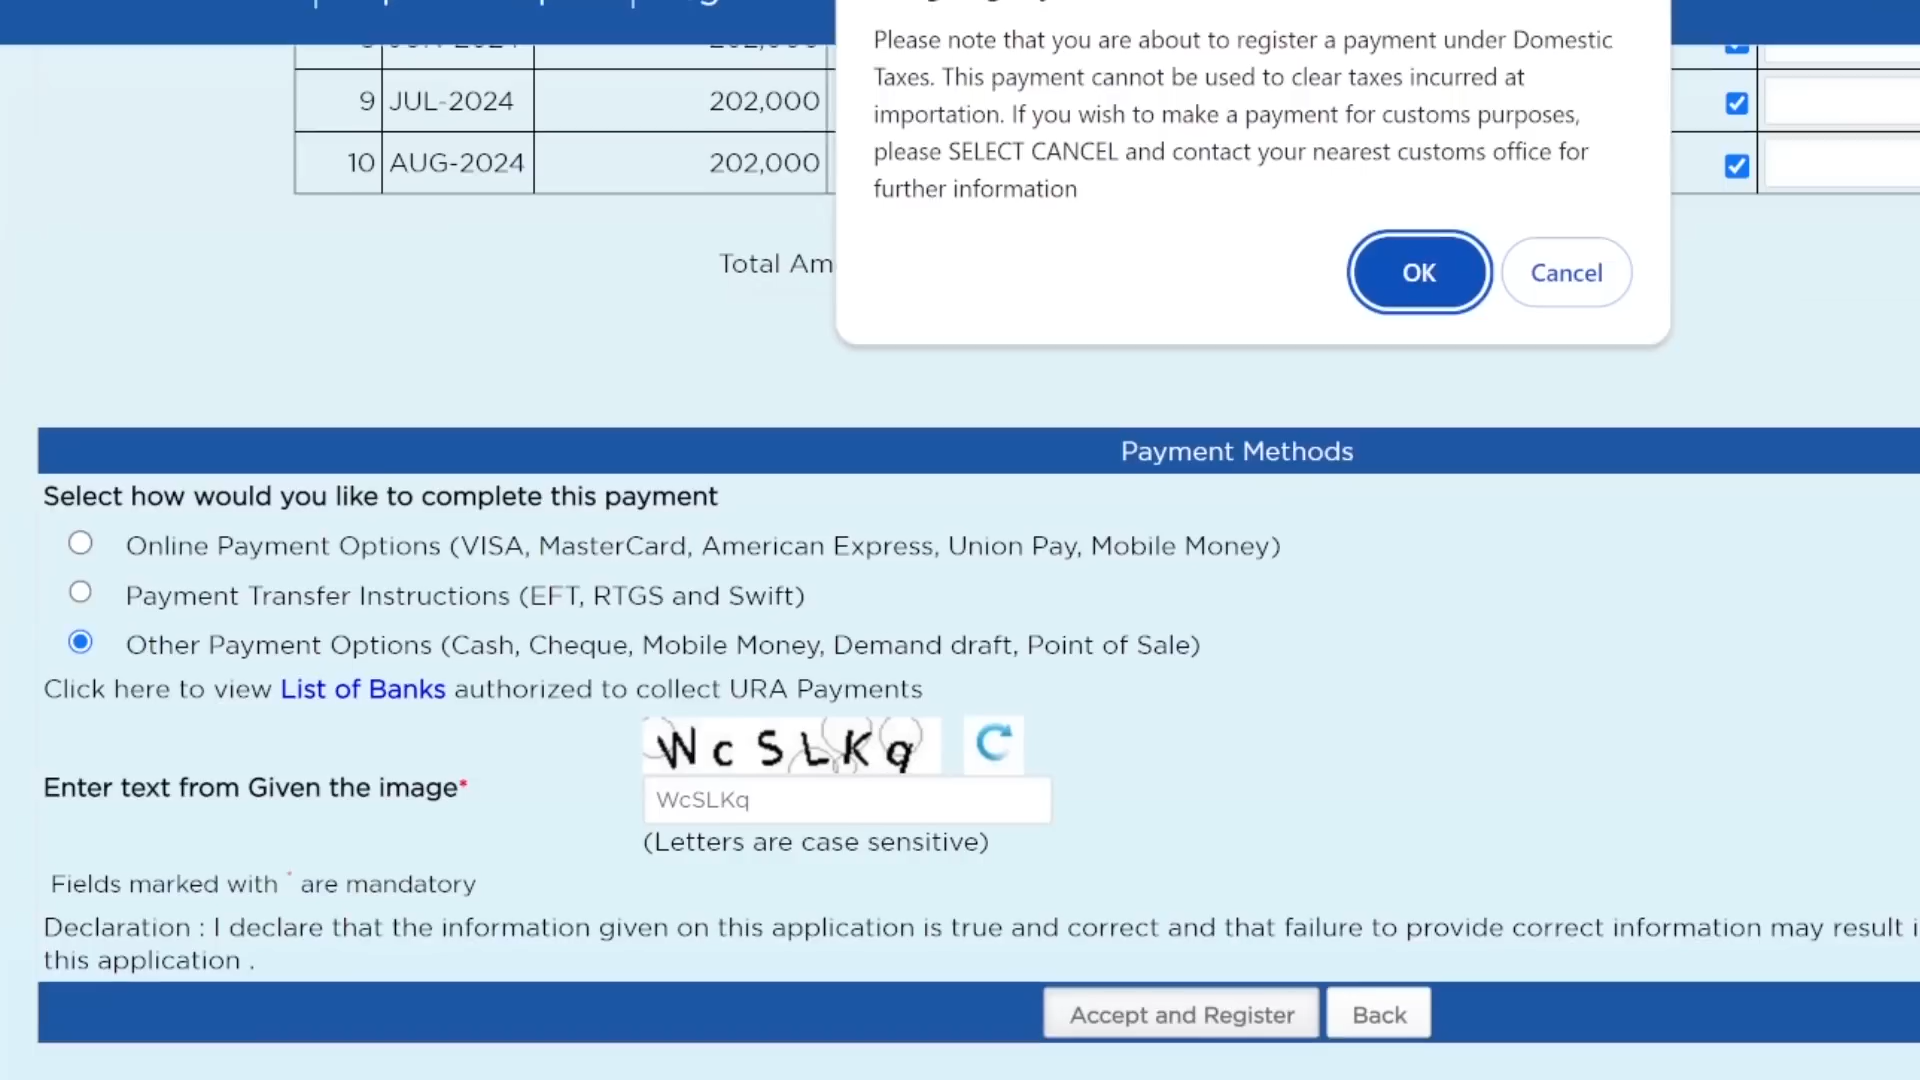 Please note that you are about to register a payment under Domestic
Taxes. This payment cannot be used to clear taxes incurred at
importation. If you wish to make a payment for customs purposes,
please SELECT CANCEL and contact your nearest customs office for
further information
OK Cancel
9 JUL-2024 202,000
10 AUG-2024 202,000
Total Am
Payment Methods
Select how would you like to complete this payment
Online Payment Options (VISA, MasterCard, American Express, Union Pay, Mobile Money)
Payment Transfer Instructions (EFT, RTGS and Swift)
Other Payment Options (Cash, Cheque, Mobile Money, Demand draft, Point of Sale)
Click here to view List of Banks authorized to collect URA Payments
WcSLKq
Enter text from Given the image*
WcSLKq
(Letters are case sensitive)
Fields marked with * are mandatory
Declaration : I declare that the information given on this application is true and correct and that failure to provide correct information may result i
this application .
Accept and Register Back